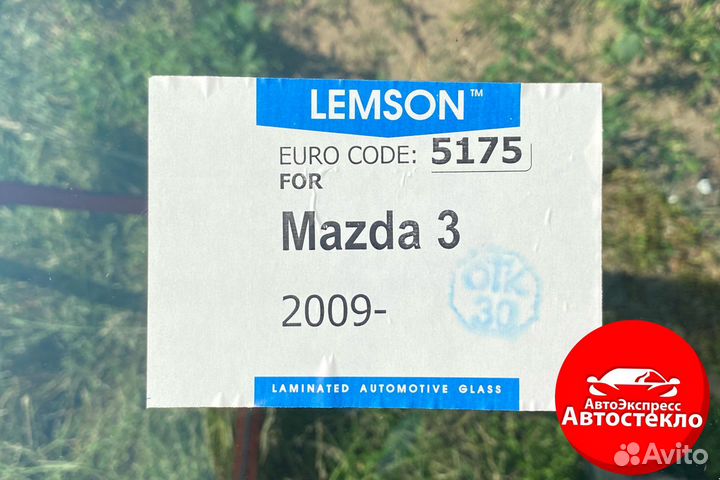 LEMSON™
EURO CODE: 5175
FOR
Mazda 3
2009-
ОТК
30
LAMINATED AUTOMOTIVE GLASS
АвтоЭкспресс
Автостекло
Avito